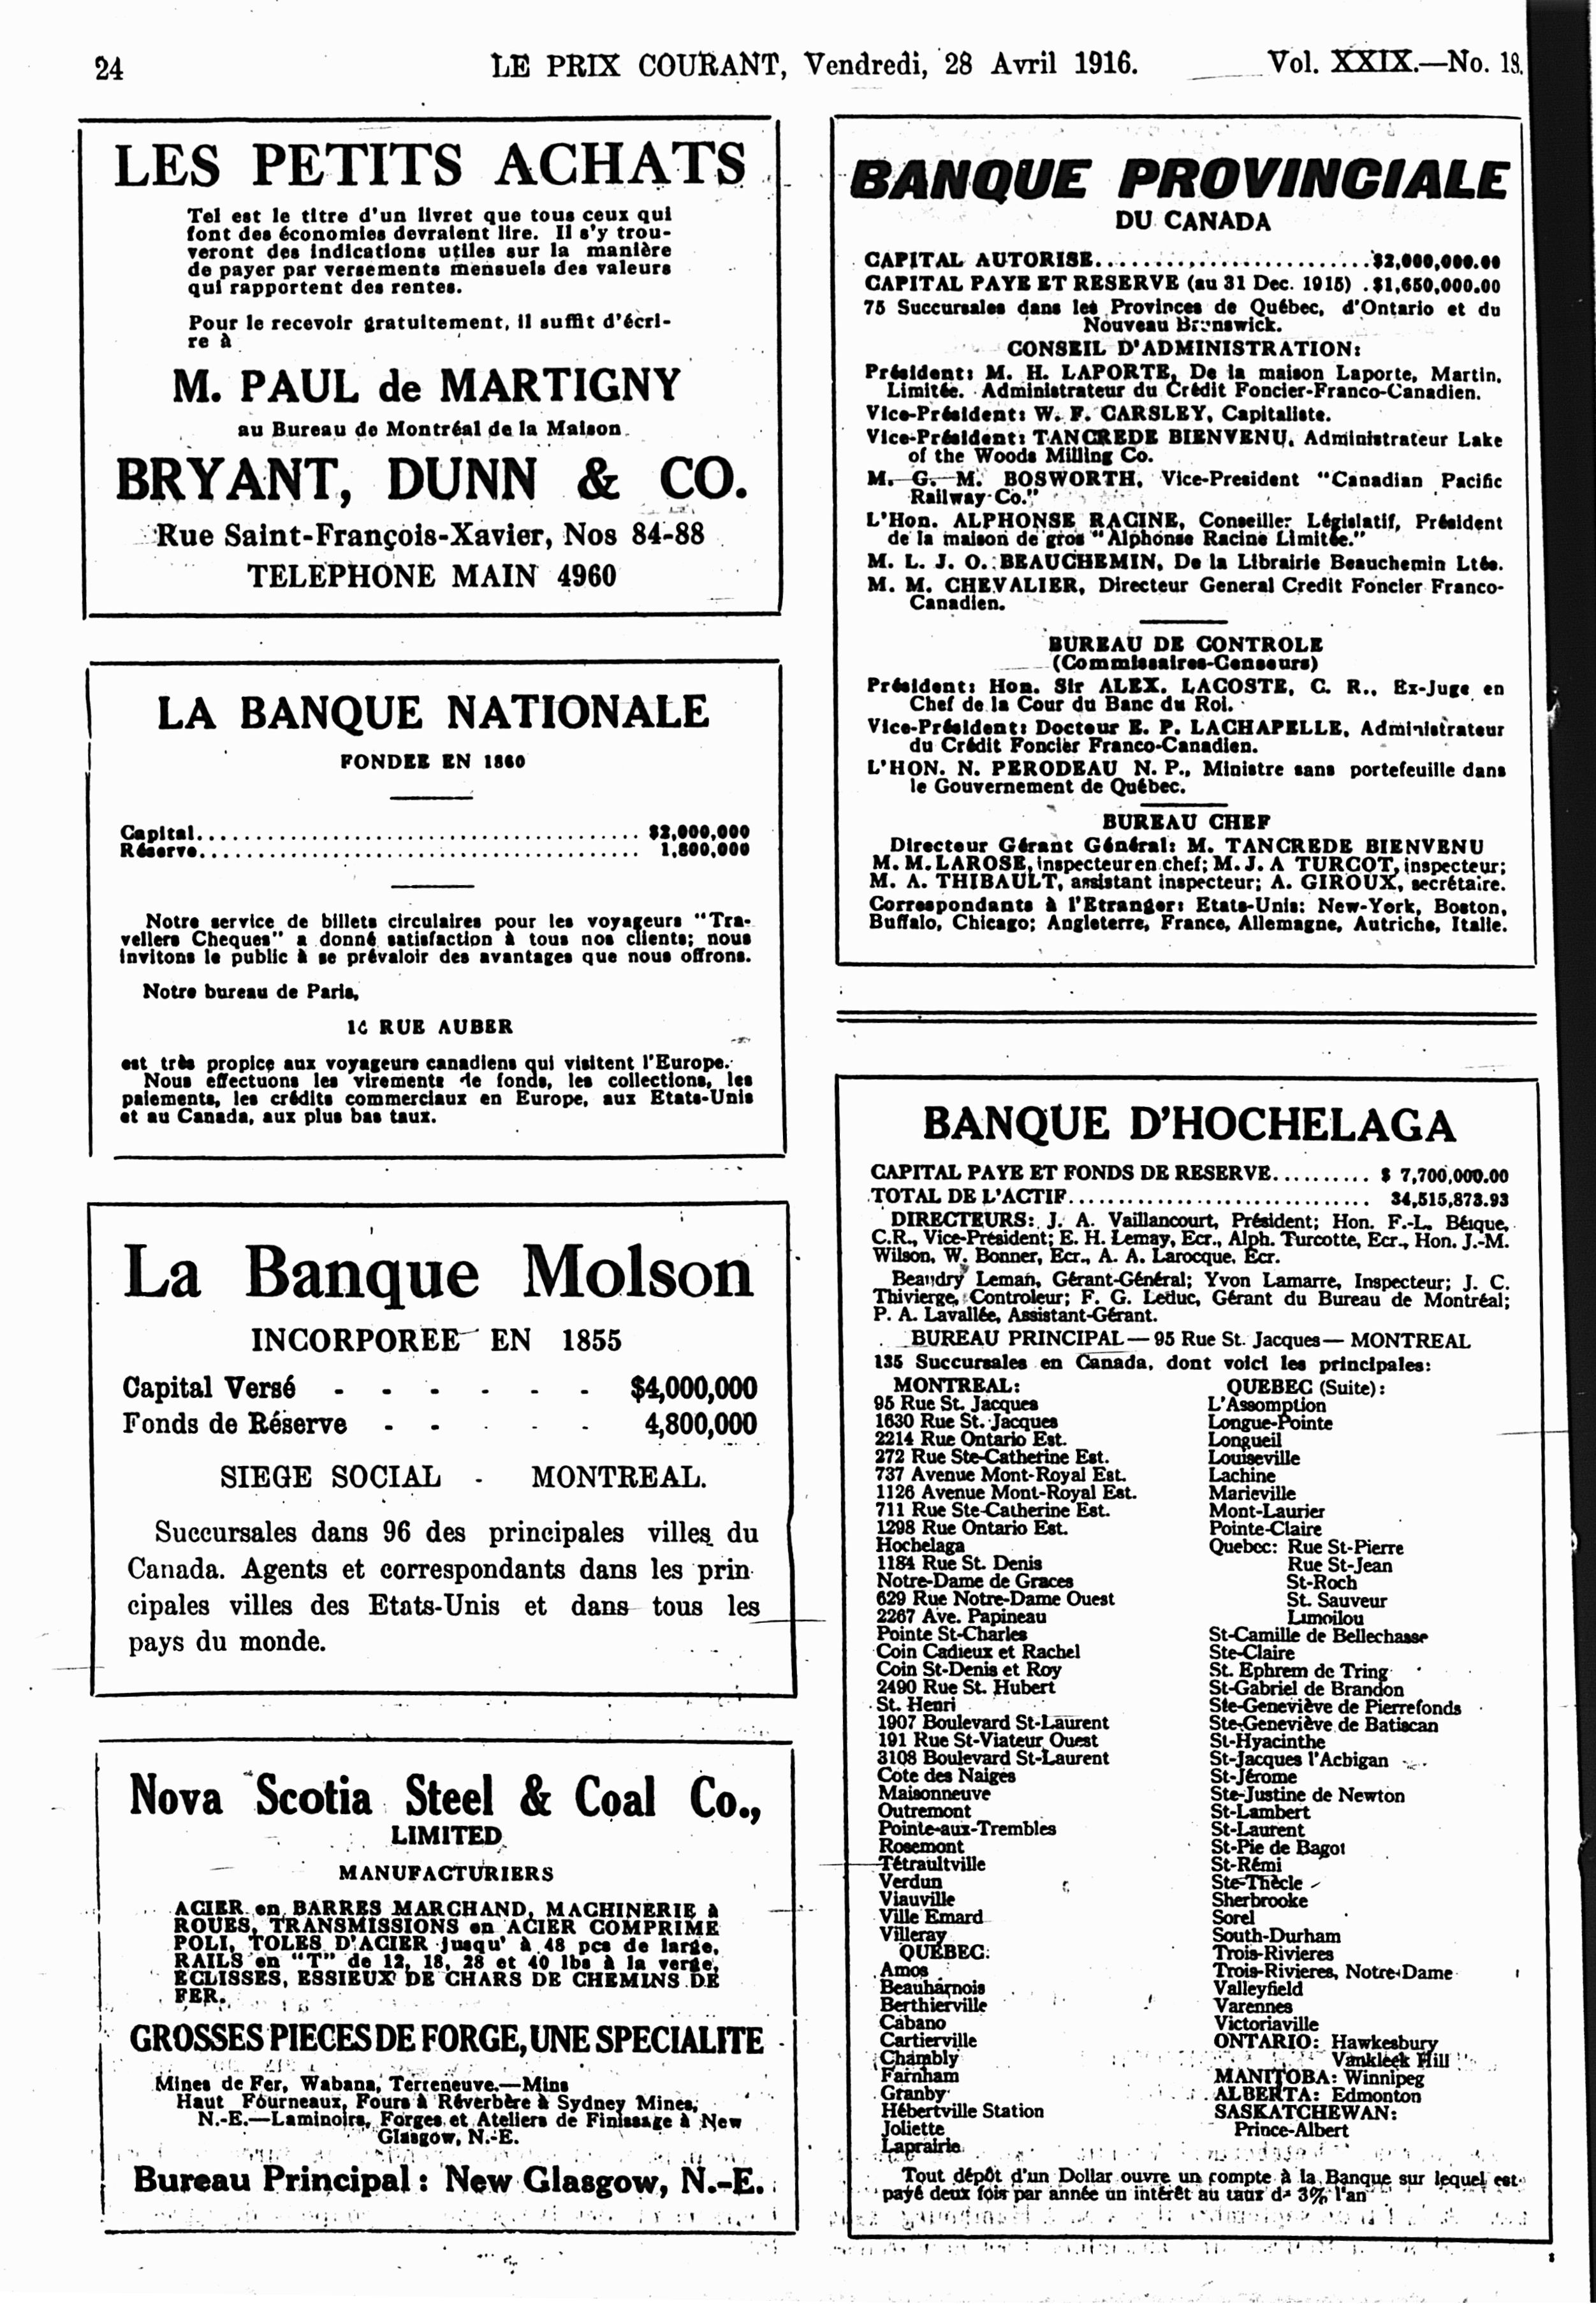 24
LE PRIX COURANT, Vendredi, 28 Avril 1916.
Vol. XXIX.—No. 18.
LES PETITS ACHATS
Tel est le titre d'un livret que tous ceux qui
font des économies devraient lire. Il s'y trou-
veront des indications utiles sur la manière
de payer par versements mensuels des valeurs
qui rapportent des rentes.
Pour le recevoir gratuitement, il suffit d'écri-
re à
M. PAUL de MARTIGNY
au Bureau de Montréal de la Maison
BRYANT, DUNN & CO.
Rue Saint-François-Xavier, Nos 84-88
TELEPHONE MAIN 4960
LA BANQUE NATIONALE
FONDEE EN 1860
Capital........................................ $2,000,000
Réserve........................................ 1,800,000
Notre service de billets circulaires pour les voyageurs "Tra-
vellers Cheques" a donné satisfaction à tous nos clients; nous
invitons le public à se prévaloir des avantages que nous offrons.
Notre bureau de Paris,
RUE AUBER
est très propice aux voyageurs canadiens qui visitent l'Europe.
Nous effectuons les virements de fonds, les collections, les
paiements, les crédits commerciaux en Europe, aux Etats-Unis
et au Canada, aux plus bas taux.
La Banque Molson
INCORPOREE EN 1855
Capital Versé - - - - - - $4,000,000
Fonds de Réserve - - - - - 4,800,000
SIEGE SOCIAL - MONTREAL.
Succursales dans 96 des principales villes du
Canada. Agents et correspondants dans les prin-
cipales villes des Etats-Unis et dans tous les
pays du monde.
Nova Scotia Steel & Coal Co.,
LIMITED
MANUFACTURIERS
ACIER en BARRES MARCHAND, MACHINERIE à
ROUES, TRANSMISSIONS en ACIER COMPRIME
POLI, TOLES D'ACIER jusqu' à 48 pcs de large,
RAILS en "T" de 12, 18, 28 et 40 lbs à la verge,
ECLISSES, ESSIEUX DE CHARS DE CHEMINS DE
FER.
GROSSES PIECES DE FORGE, UNE SPECIALITE
Mines de Fer, Wabana, Terreneuve.—Mins
Haut Fourneaux, Fours à Réverbère à Sydney Mines,
N.-E.—Laminoirs, Forges et Ateliers de Finissage à New
Glasgow, N.-E.
Bureau Principal : New Glasgow, N.-E.
BANQUE PROVINCIALE
DU CANADA
CAPITAL AUTORISE........................$2,000,000.00
CAPITAL PAYE ET RESERVE (au 31 Dec. 1915) .$1,650,000.00
75 Succursales dans les Provinces de Québec, d'Ontario et du
Nouveau Brunswick.
CONSEIL D'ADMINISTRATION:
Président: M. H. LAPORTE, De la maison Laporte, Martin,
Limitée. Administrateur du Crédit Foncier-Franco-Canadien.
Vice-Président: W. F. CARSLEY, Capitaliste.
Vice-Président: TANCREDE BIENVENU, Administrateur Lake
of the Woods Milling Co.
M. G. M. BOSWORTH, Vice-President "Canadian Pacific
Railway Co."
L'Hon. ALPHONSE RACINE, Conseiller Législatif, Président
de la maison de gros "Alphonse Racine Limitée."
M. L. J. O. BEAUCHEMIN, De la Librairie Beauchemin Ltée.
M. M. CHEVALIER, Directeur General Credit Foncier Franco-
Canadien.
BUREAU DE CONTROLE
(Commissaires-Censeurs)
Président: Hon. Sir ALEX. LACOSTE, C. R., Ex-Juge en
Chef de la Cour du Banc du Roi.
Vice-Président: Docteur E. P. LACHAPELLE, Administrateur
du Crédit Foncier Franco-Canadien.
L'HON. N. PERODEAU N. P., Ministre sans portefeuille dans
le Gouvernement de Québec.
BUREAU CHEF
Directeur Gérant Général: M. TANCREDE BIENVENU
M. M. LAROSE, inspecteur en chef; M. J. A TURCOT, inspecteur;
M. A. THIBAULT, assistant inspecteur; A. GIROUX, secrétaire.
Correspondants à l'Etranger: Etats-Unis: New-York, Boston,
Buffalo, Chicago; Angleterre, France, Allemagne, Autriche, Italie.
BANQUE D'HOCHELAGA
CAPITAL PAYE ET FONDS DE RESERVE.......... $ 7,700,000.00
TOTAL DE L'ACTIF.............................. 34,515,873.93
DIRECTEURS: J. A. Vaillancourt, Président; Hon. F.-L. Béique,
C.R., Vice-Président; E. H. Lemay, Ecr., Alph. Turcotte, Ecr., Hon. J.-M.
Wilson, W. Bonner, Ecr., A. A. Larocque, Ecr.
Beaudry Leman, Gérant-Général; Yvon Lamarre, Inspecteur; J. C.
Thivierge, Controleur; F. G. Leduc, Gérant du Bureau de Montréal;
P. A. Lavallée, Assistant-Gérant.
BUREAU PRINCIPAL — 95 Rue St. Jacques — MONTREAL
135 Succursales en Canada, dont voici les principales:
MONTREAL:
95 Rue St. Jacques
1630 Rue St. Jacques
2214 Rue Ontario Est.
272 Rue Ste-Catherine Est.
737 Avenue Mont-Royal Est.
1126 Avenue Mont-Royal Est.
711 Rue Ste-Catherine Est.
1298 Rue Ontario Est.
Hochelaga
1184 Rue St. Denis
Notre-Dame de Graces
629 Rue Notre-Dame Ouest
2267 Ave. Papineau
Pointe St-Charles
Coin Cadieux et Rachel
Coin St-Denis et Roy
2490 Rue St. Hubert
St. Henri
1907 Boulevard St-Laurent
191 Rue St-Viateur Ouest
3108 Boulevard St-Laurent
Cote des Naiges
Maisonneuve
Outremont
Pointe-aux-Trembles
Rosemont
Tétraultville
Verdun
Viauville
Ville Emard
Villeray
QUEBEC:
Amos
Beauharnois
Berthierville
Cabano
Cartierville
Chambly
Farnham
Granby
Hébertville Station
Joliette
Laprairie
QUEBEC (Suite):
L'Assomption
Longue-Pointe
Longueil
Louiseville
Lachine
Marieville
Mont-Laurier
Pointe-Claire
Quebec: Rue St-Pierre
Rue St-Jean
St-Roch
St. Sauveur
Limoilou
St-Camille de Bellechasse
Ste-Claire
St. Ephrem de Tring
St-Gabriel de Brandon
Ste-Geneviève de Pierrefonds
Ste-Geneviève de Batiscan
St-Hyacinthe
St-Jacques l'Achigan
St-Jérome
Ste-Justine de Newton
St-Lambert
St-Laurent
St-Pie de Bagot
St-Rémi
Ste-Thècle
Sherbrooke
Sorel
South-Durham
Trois-Rivieres
Trois-Rivieres, Notre-Dame
Valleyfield
Varennes
Victoriaville
ONTARIO: Hawkesbury
Vankleek Hill
MANITOBA: Winnipeg
ALBERTA: Edmonton
SASKATCHEWAN:
Prince-Albert
Tout dépôt d'un Dollar ouvre un compte à la Banque sur lequel est
payé deux fois par année un intérêt au taux de 3% l'an